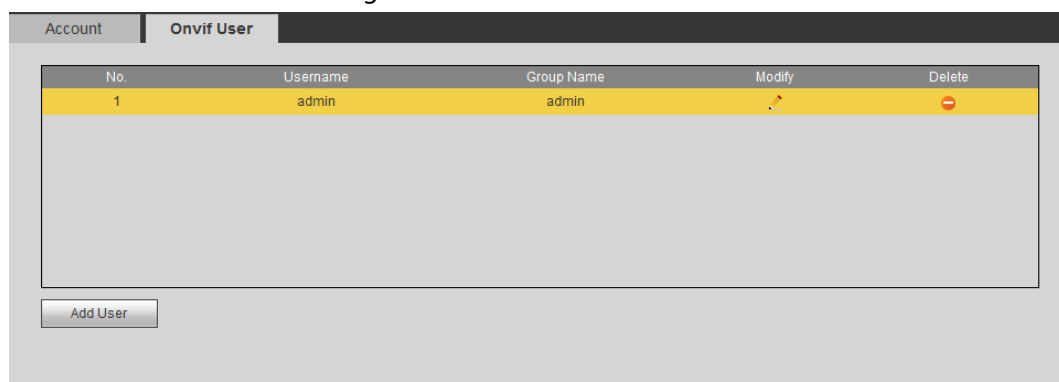 Account Onvif User
No. Username Group Name Modify Delete
1 admin admin
Add User